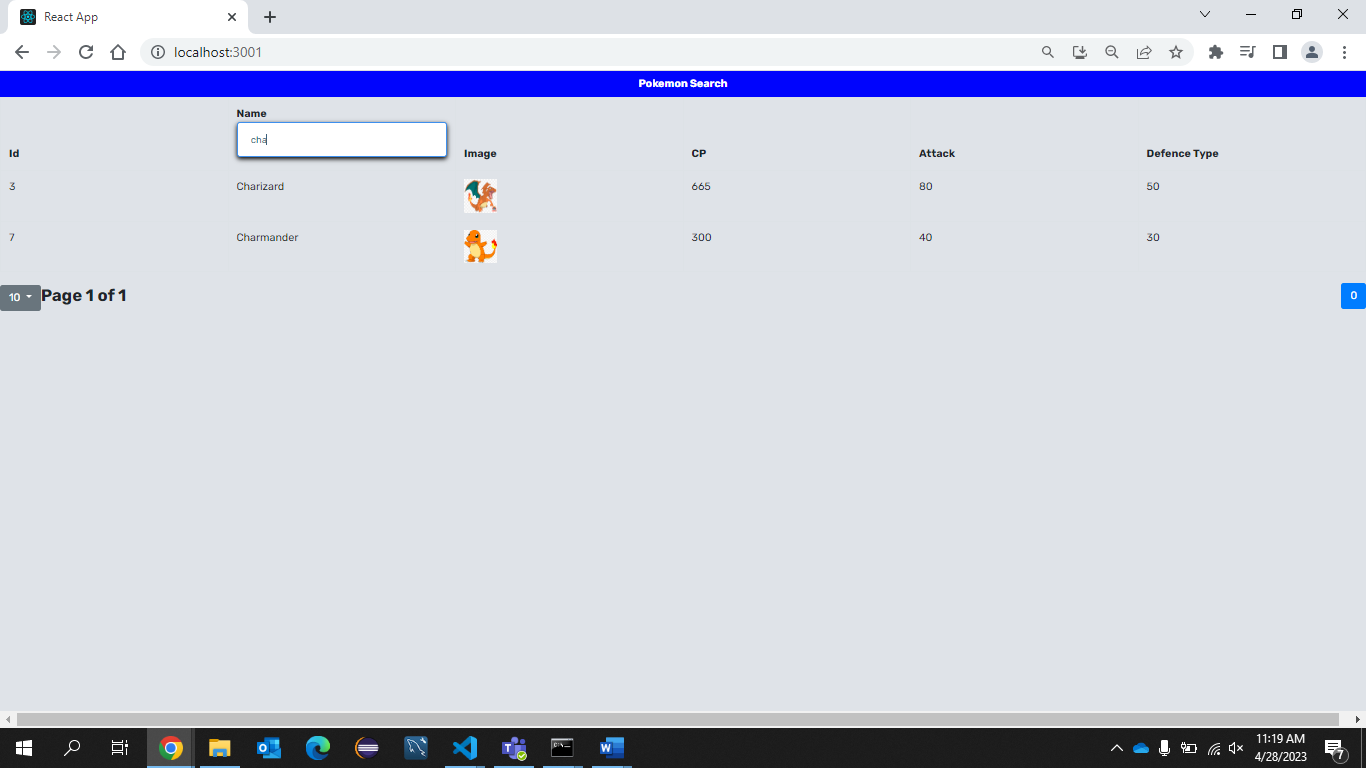 React App
localhost:3001
Pokemon Search
Name
cha
Id Image CP Attack Defence Type
3 Charizard 665 80 50
7 Charmander 300 40 30
10 Page 1 of 1 0
11:19 AM
4/28/2023
7